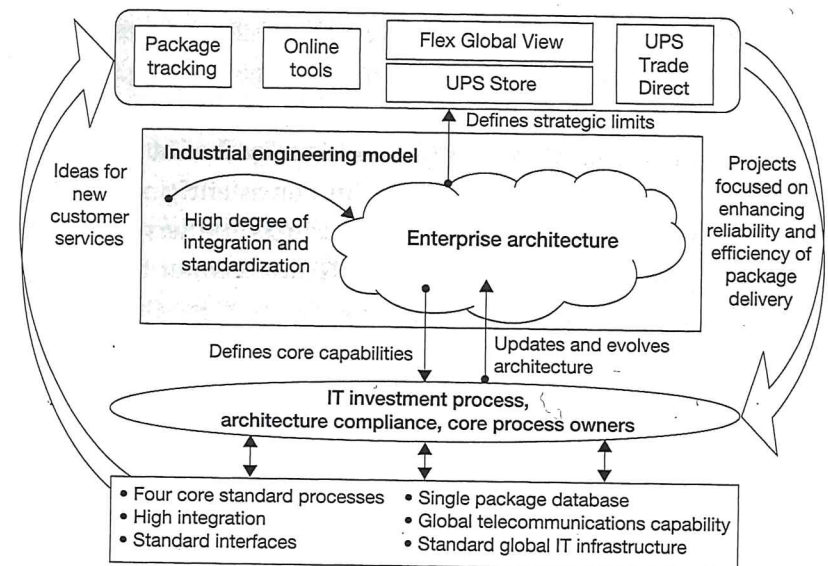 Package
tracking
Online
tools
Flex Global View
UPS Store
UPS
Trade
Direct
Defines strategic limits
Ideas for
new
customer
services
Industrial engineering model
High degree of
integration and
standardization
Enterprise architecture
Projects
focused on
enhancing
reliability and
efficiency of
package
delivery
Defines core capabilities
Updates and evolves
architecture
IT investment process,
architecture compliance, core process owners
• Four core standard processes
• High integration
• Standard interfaces
• Single package database
• Global telecommunications capability
• Standard global IT infrastructure